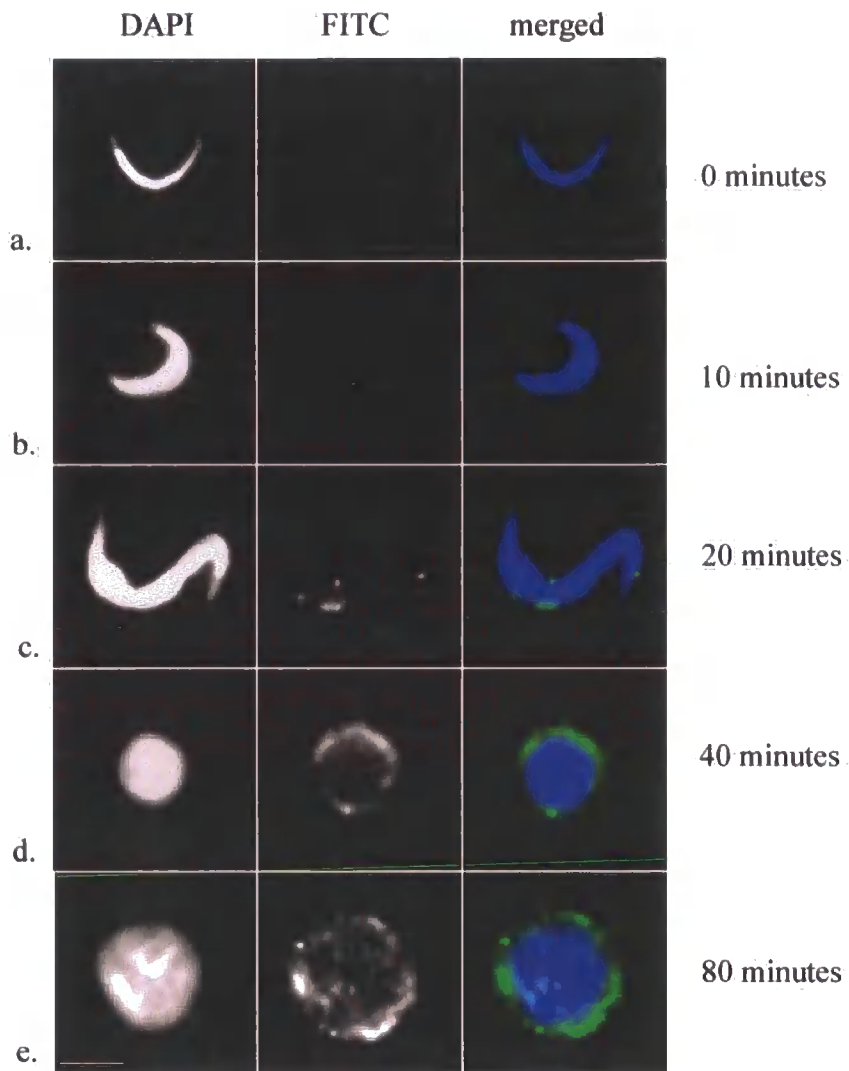 DAPI FITC merged
0 minutes
a.
10 minutes
b.
20 minutes
c.
40 minutes
d.
80 minutes
e.